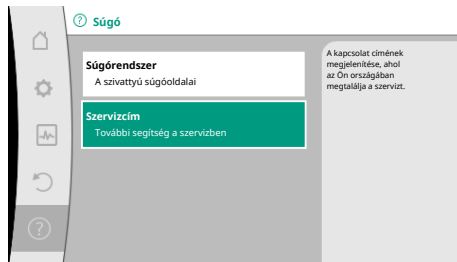 Súgó
Súgórendszer
A szivattyú súgóoldalai
Szervizcím
További segítség a szervizben
A kapcsolat címének
megjelenítése, ahol
az Ön országában
megtalálja a szervizt.